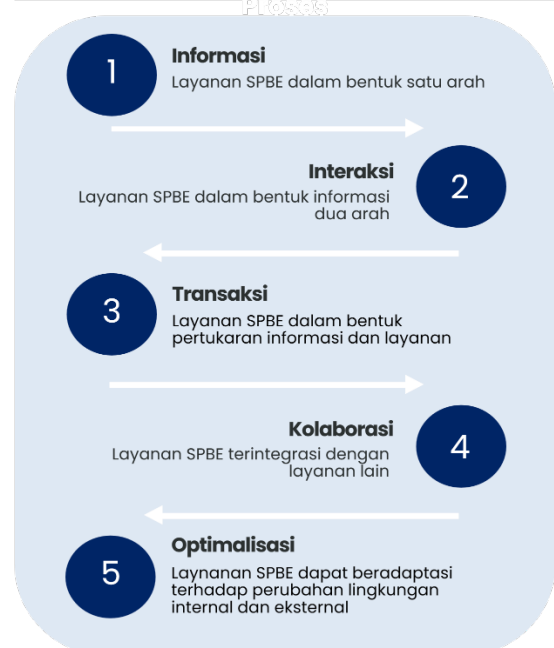 Proses
1
Informasi
Layanan SPBE dalam bentuk satu arah
Interaksi
2
Layanan SPBE dalam bentuk informasi
dua arah
3
Transaksi
Layanan SPBE dalam bentuk
pertukaran informasi dan layanan
Kolaborasi
4
Layanan SPBE terintegrasi dengan
layanan lain
5
Optimalisasi
Laynanan SPBE dapat beradaptasi
terhadap perubahan lingkungan
internal dan eksternal